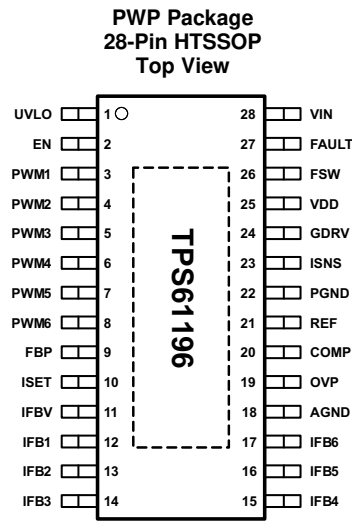 PWP Package
28-Pin HTSSOP
Top View
UVLO 1 28 VIN
EN 2 27 FAULT
PWM1 3 26 FSW
PWM2 4 25 VDD
PWM3 5 24 GDRV
PWM4 6 23 ISNS
PWM5 7 22 PGND
PWM6 8 21 REF
FBP 9 20 COMP
ISET 10 19 OVP
IFBV 11 18 AGND
IFB1 12 17 IFB6
IFB2 13 16 IFB5
IFB3 14 15 IFB4
TPS61196